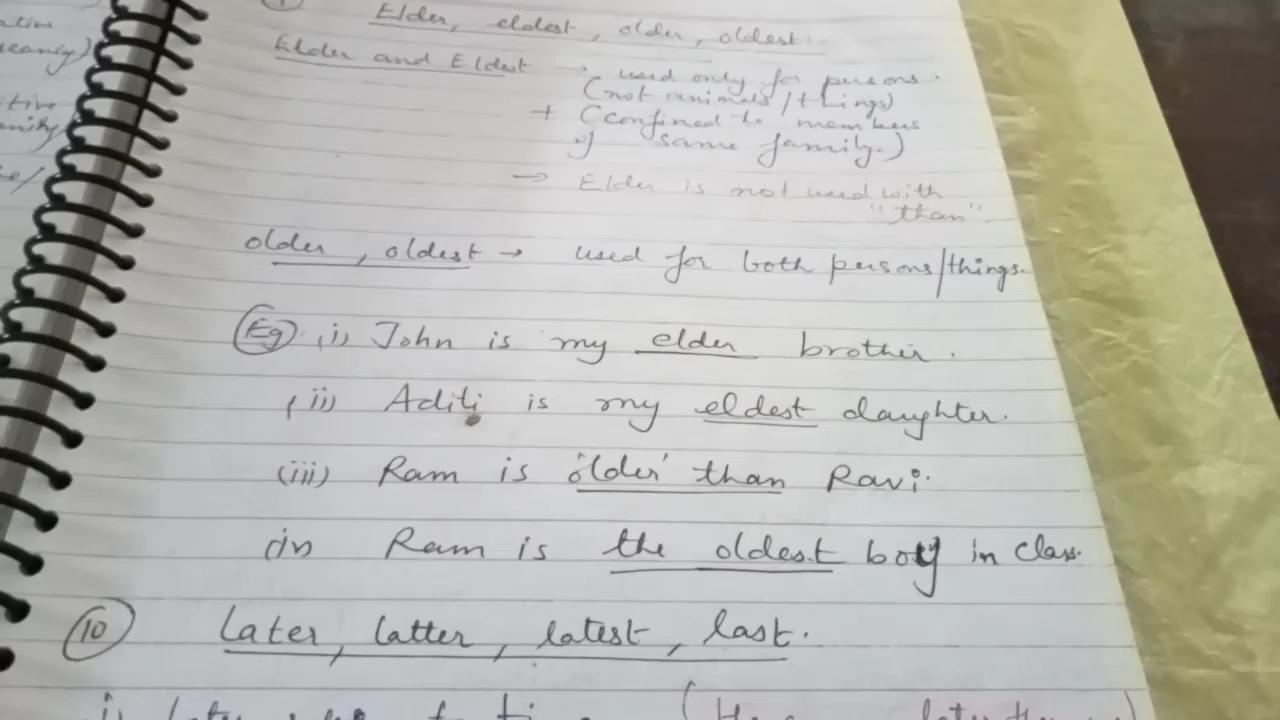 Elder, eldest, older, oldest:
Elder and Eldest → used only for persons.
(not animals/things)
+ (confined to members
of same family.)
→ Elder is not used with
"than".
older, oldest → used for both persons/things.
Eg. (i) John is my elder brother.
(ii) Aditi is my eldest daughter.
(iii) Ram is older than Ravi.
(iv) Ram is the oldest boy in class.
10 Later, latter, latest, last.